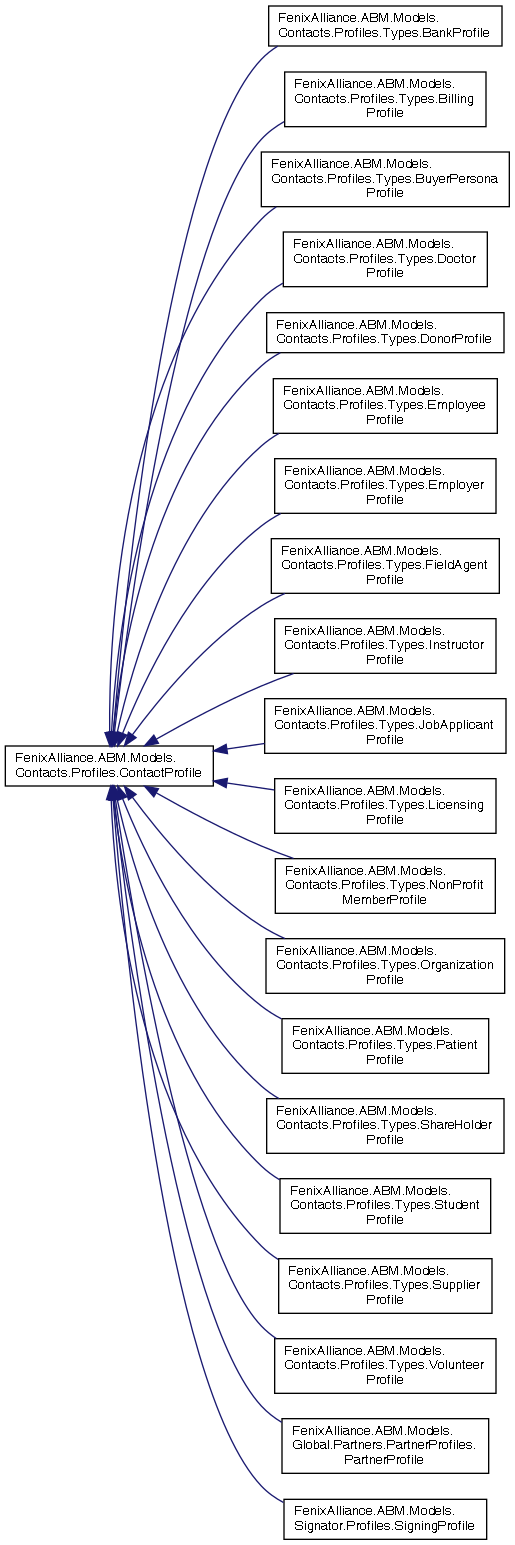 FenixAlliance.ABM.Models.
Contacts.Profiles.Types.BankProfile
FenixAlliance.ABM.Models.
Contacts.Profiles.Types.Billing
Profile
FenixAlliance.ABM.Models.
Contacts.Profiles.Types.BuyerPersona
Profile
FenixAlliance.ABM.Models.
Contacts.Profiles.Types.Doctor
Profile
FenixAlliance.ABM.Models.
Contacts.Profiles.Types.DonorProfile
FenixAlliance.ABM.Models.
Contacts.Profiles.Types.Employee
Profile
FenixAlliance.ABM.Models.
Contacts.Profiles.Types.Employer
Profile
FenixAlliance.ABM.Models.
Contacts.Profiles.Types.FieldAgent
Profile
FenixAlliance.ABM.Models.
Contacts.Profiles.Types.Instructor
Profile
FenixAlliance.ABM.Models.
Contacts.Profiles.Types.JobApplicant
Profile
FenixAlliance.ABM.Models.
Contacts.Profiles.ContactProfile
FenixAlliance.ABM.Models.
Contacts.Profiles.Types.Licensing
Profile
FenixAlliance.ABM.Models.
Contacts.Profiles.Types.NonProfit
MemberProfile
FenixAlliance.ABM.Models.
Contacts.Profiles.Types.Organization
Profile
FenixAlliance.ABM.Models.
Contacts.Profiles.Types.Patient
Profile
FenixAlliance.ABM.Models.
Contacts.Profiles.Types.ShareHolder
Profile
FenixAlliance.ABM.Models.
Contacts.Profiles.Types.Student
Profile
FenixAlliance.ABM.Models.
Contacts.Profiles.Types.Supplier
Profile
FenixAlliance.ABM.Models.
Contacts.Profiles.Types.Volunteer
Profile
FenixAlliance.ABM.Models.
Global.Partners.PartnerProfiles.
PartnerProfile
FenixAlliance.ABM.Models.
Signator.Profiles.SigningProfile